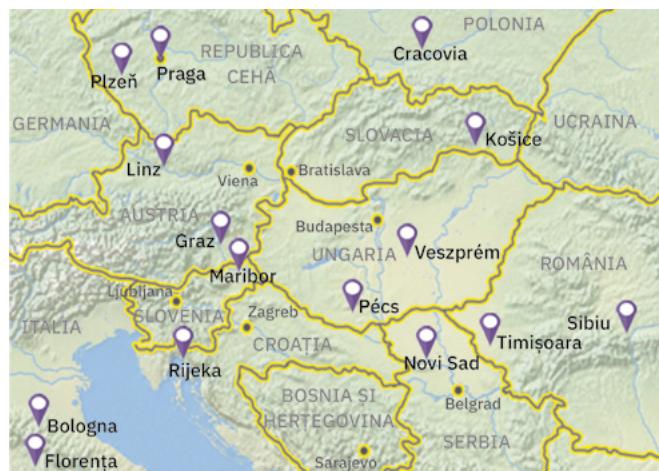 POLONIA
REPUBLICA
CEHĂ
Praga
Plzeň
Cracovia
GERMANIA
SLOVACIA
UCRAINA
Košice
Linz
Viena
Bratislava
AUSTRIA
Graz
Budapesta
UNGARIA
Veszprém
Maribor
ROMÂNIA
Ljubljana
SLOVENIA
Zagreb
Pécs
Sibiu
ITALIA
CROAȚIA
Timișoara
Rijeka
Novi Sad
BOSNIA ȘI
HERȚEGOVINA
Belgrad
Bologna
SERBIA
Florența
Sarajevo